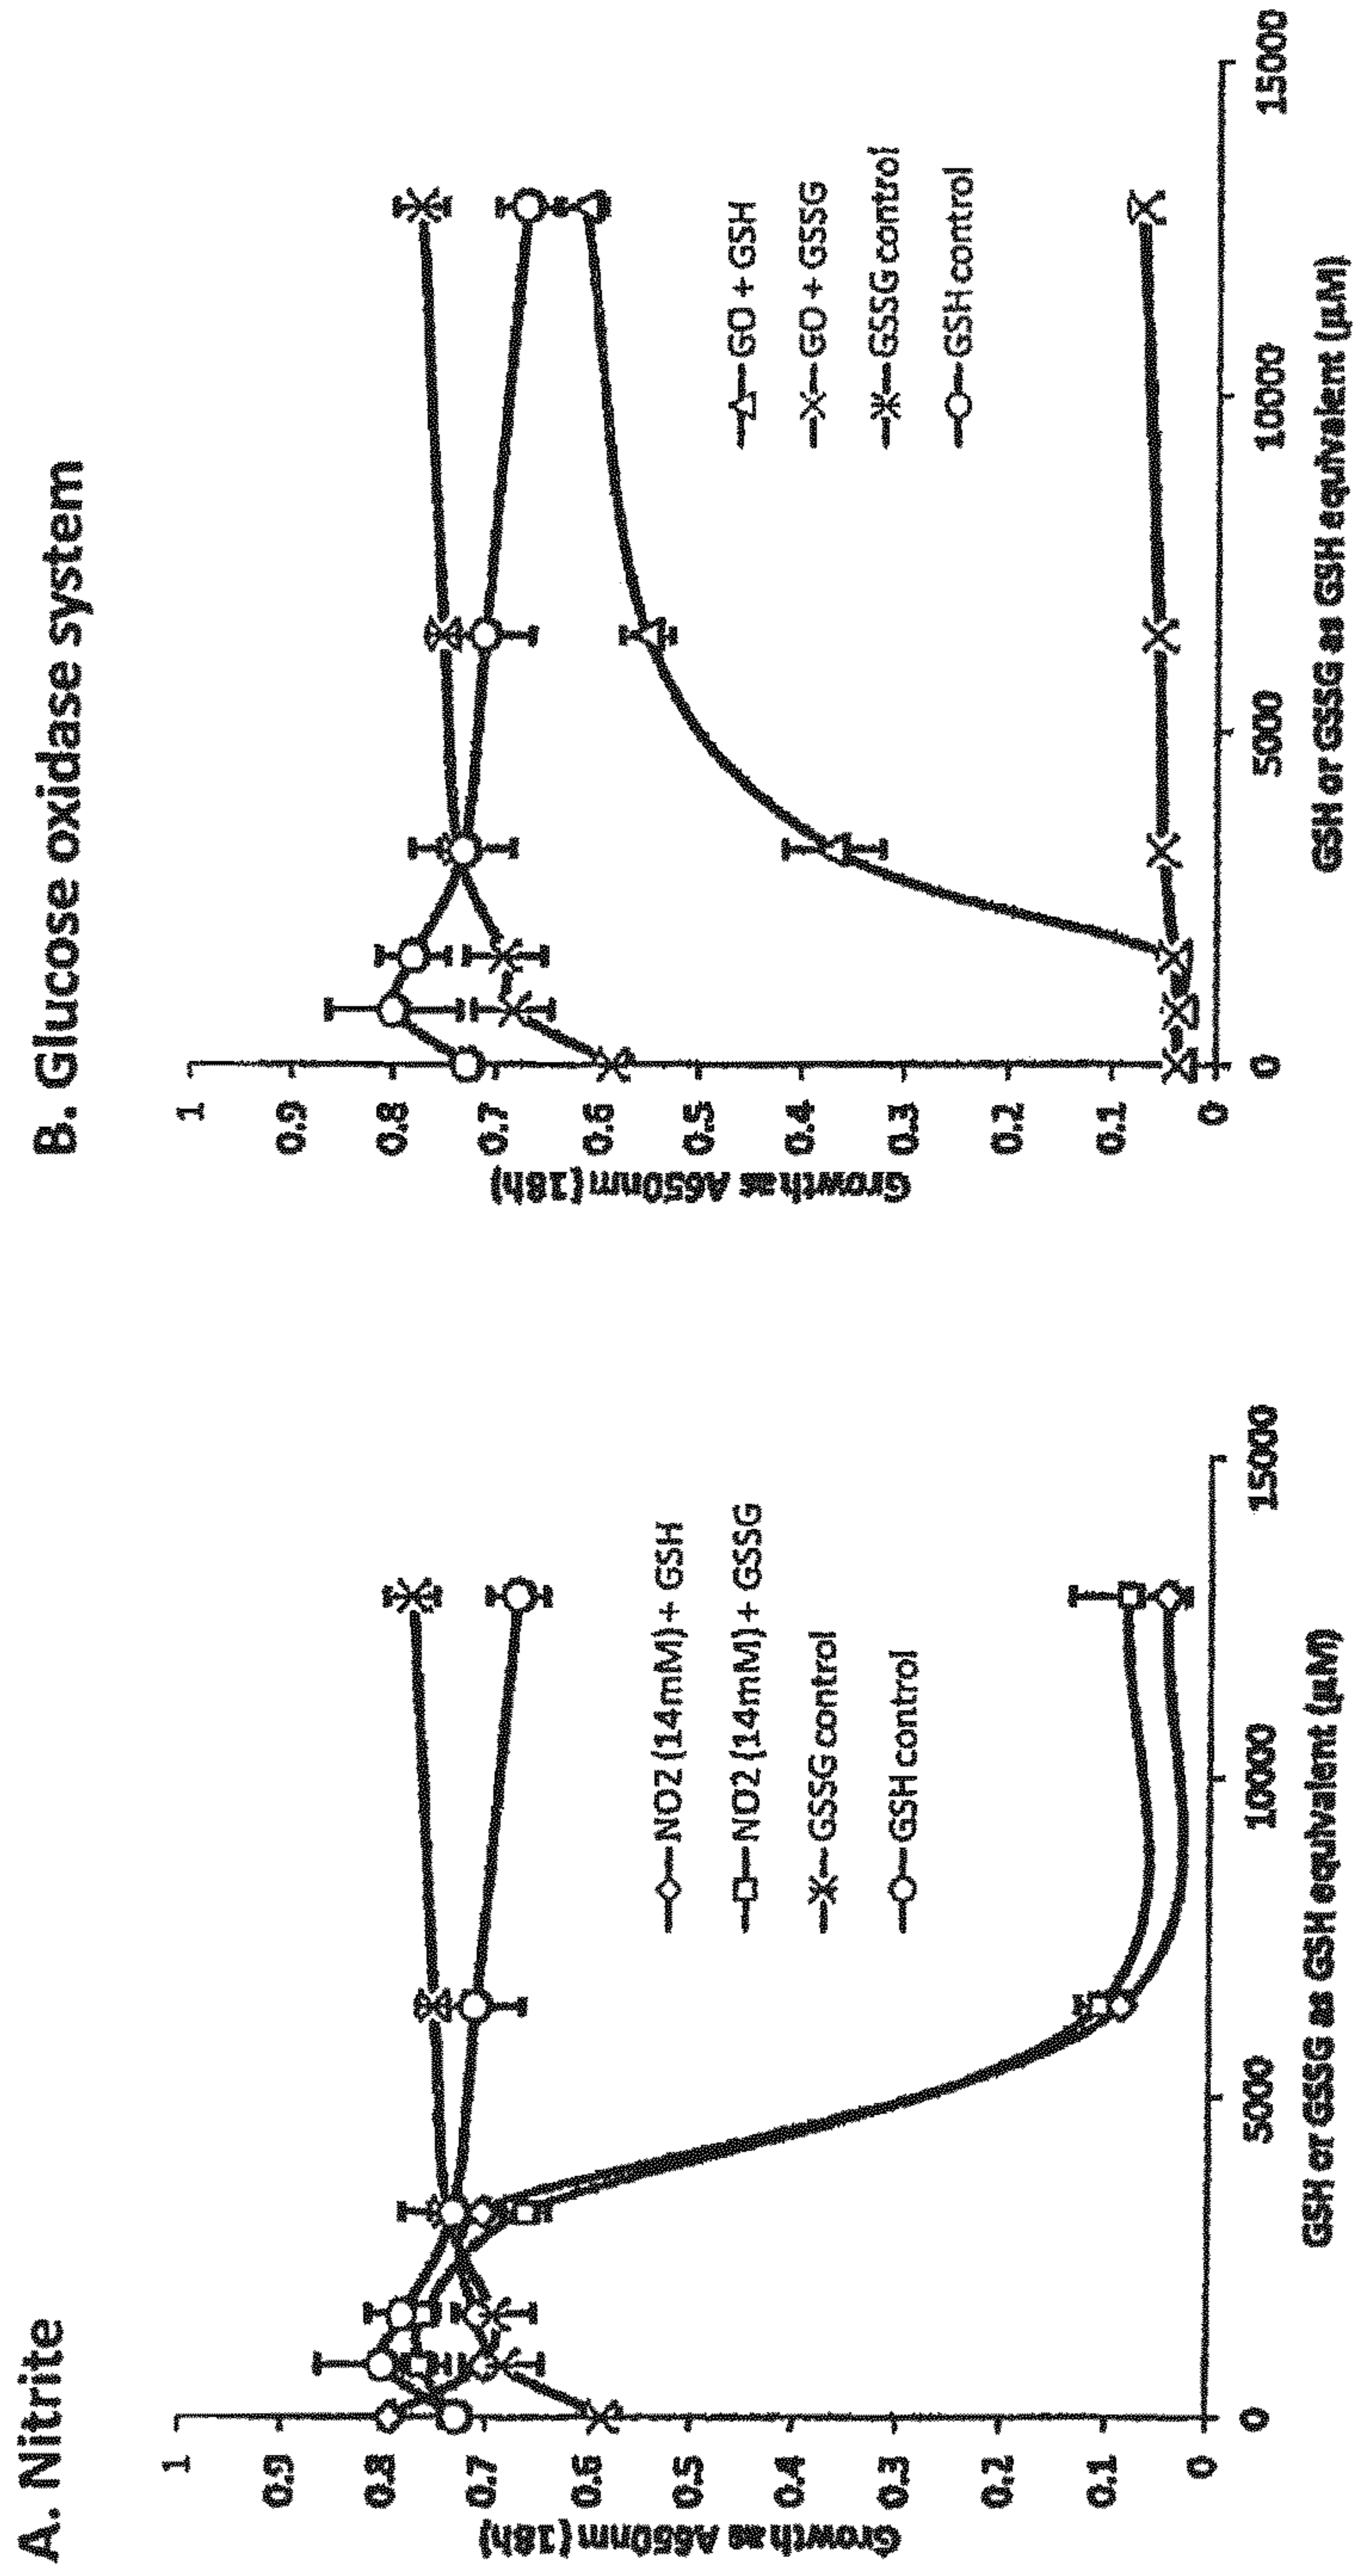 A. Nitrite
Growth as A650nm (18h)
1
0.9
0.8
0.7
0.6
0.5
0.4
0.3
0.2
0.1
0
NO2 (14mM) + GSH
NO2 (14mM) + GSSG
GSSG control
GSH control
0
5000
10000
15000
GSH or GSSG as GSH equivalent (µM)
B. Glucose oxidase system
Growth as A650nm (18h)
1
0.9
0.8
0.7
0.6
0.5
0.4
0.3
0.2
0.1
0
GO + GSH
GO + GSSG
GSSG control
GSH control
0
5000
10000
15000
GSH or GSSG as GSH equivalent (µM)